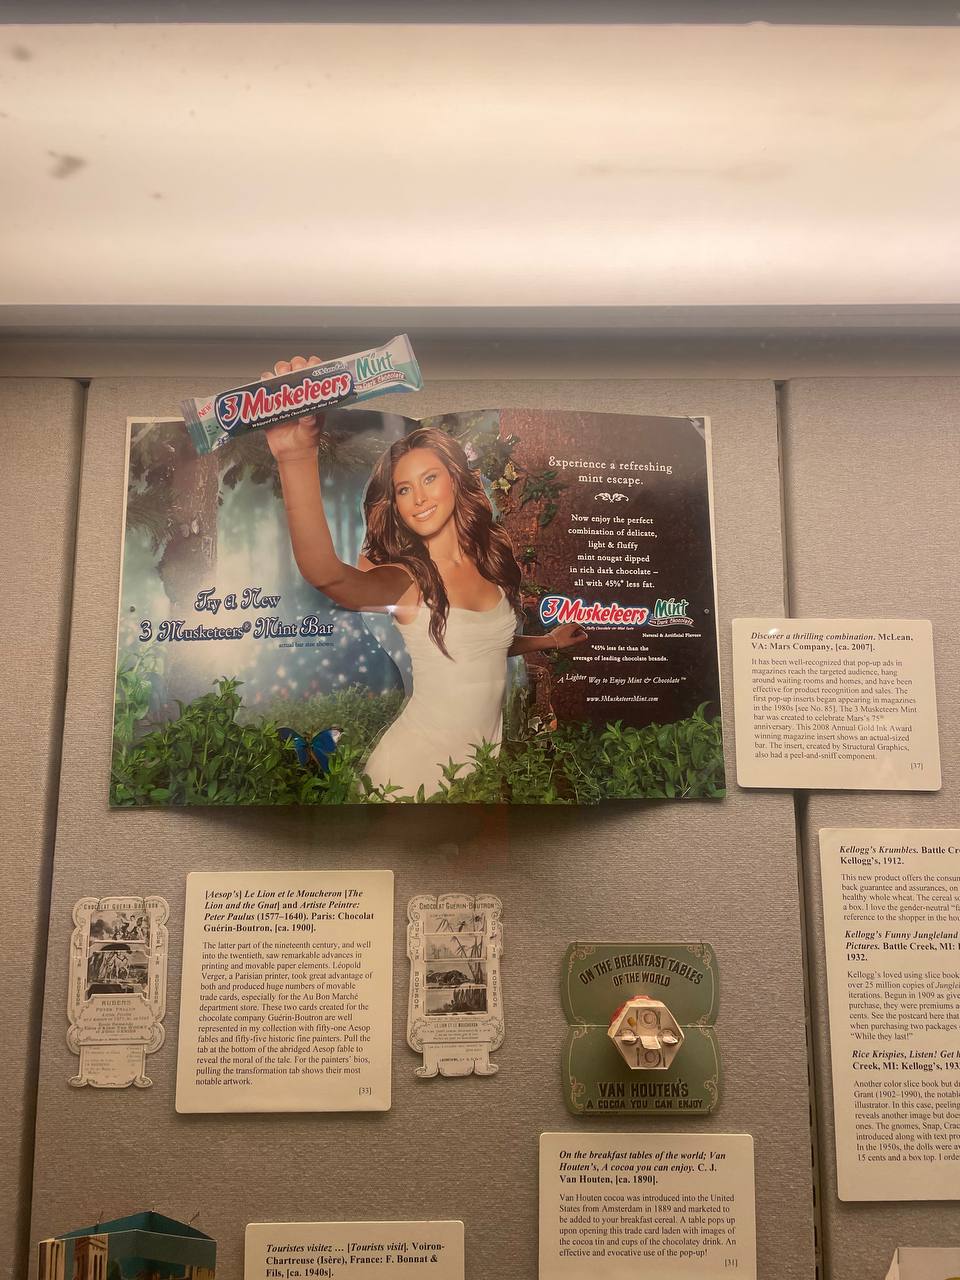 NEW
3 Musketeers Mint
with Dark Chocolate
Whipped Up, Fluffy Chocolate-on-Mint Taste
Experience a refreshing
mint escape.
Now enjoy the perfect
combination of delicate,
light & fluffy
mint nougat dipped
in rich dark chocolate –
all with 45%* less fat.
Try a New
3 Musketeers® Mint Bar
actual bar size shown.
3 Musketeers Mint
with Dark Chocolate
Natural & Artificial Flavors
*45% less fat than the
average of leading chocolate brands.
A Lighter Way to Enjoy Mint & Chocolate™
www.3MusketeersMint.com
Discover a thrilling combination. McLean,
VA: Mars Company, [ca. 2007].
It has been well-recognized that pop-up ads in
magazines reach the targeted audience, hang
around waiting rooms and homes, and have been
effective for product recognition and sales. The
first pop-up inserts began appearing in magazines
in the 1980s [see No. 85]. The 3 Musketeers Mint
bar was created to celebrate Mars's 75th
anniversary. This 2008 Annual Gold Ink Award
winning magazine insert shows an actual-sized
bar. The insert, created by Structural Graphics,
also had a peel-and-sniff component.
[37]
CHOCOLAT GUÉRIN-BOUTRON
RUBENS
[Aesop's] Le Lion et le Moucheron [The
Lion and the Gnat] and Artiste Peintre:
Peter Paulus (1577–1640). Paris: Chocolat
Guérin-Boutron, [ca. 1900].
The latter part of the nineteenth century, and well
into the twentieth, saw remarkable advances in
printing and movable paper elements. Léopold
Verger, a Parisian printer, took great advantage of
both and produced huge numbers of movable
trade cards, especially for the Au Bon Marché
department store. These two cards created for the
chocolate company Guérin-Boutron are well
represented in my collection with fifty-one Aesop
fables and fifty-five historic fine painters. Pull the
tab at the bottom of the abridged Aesop fable to
reveal the moral of the tale. For the painters' bios,
pulling the transformation tab shows their most
notable artwork.
[33]
CHOCOLAT GUÉRIN-BOUTRON
LE LION ET LE MOUCHERON
ON THE BREAKFAST TABLES
OF THE WORLD
VAN HOUTEN'S
A COCOA YOU CAN ENJOY
Kellogg's Krumbles. Battle Cre
Kellogg's, 1912.
This new product offers the consum
back guarantee and assurances, on
healthy whole wheat. The cereal so
a box. I love the gender-neutral "fa
reference to the shopper in the hou
Kellogg's Funny Jungleland
Pictures. Battle Creek, MI:
1932.
Kellogg's loved using slice book
over 25 million copies of Jungle
iterations. Begun in 1909 as give
purchase, they were premiums a
cents. See the postcard here that
when purchasing two packages
"While they last!"
Rice Krispies, Listen! Get h
Creek, MI: Kellogg's, 193
Another color slice book but dr
Grant (1902–1990), the notable
illustrator. In this case, peeling
reveals another image but does
ones. The gnomes, Snap, Crac
introduced along with text pro
In the 1950s, the dolls were av
15 cents and a box top. I orde
On the breakfast tables of the world; Van
Houten's, A cocoa you can enjoy. C. J.
Van Houten, [ca. 1890].
Van Houten cocoa was introduced into the United
States from Amsterdam in 1889 and marketed to
be added to your breakfast cereal. A table pops up
upon opening this trade card laden with images of
the cocoa tin and cups of the chocolatey drink. An
effective and evocative use of the pop-up!
[31]
Touristes visitez … [Tourists visit]. Voiron-
Chartreuse (Isère), France: F. Bonnat &
Fils, [ca. 1940s].